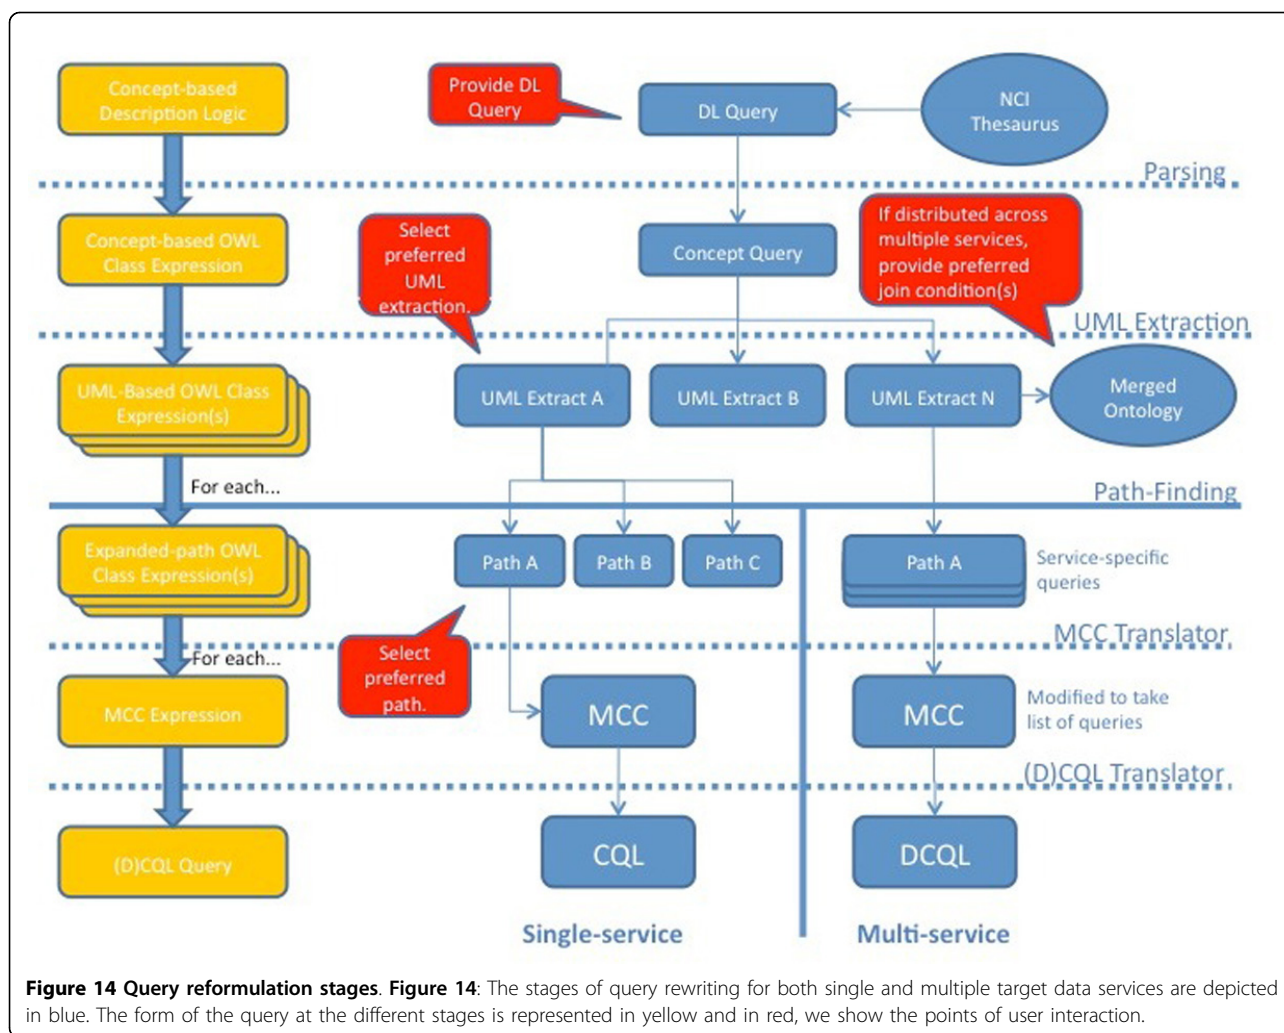 Concept-based
Description Logic
Provide DL
Query
DL Query
NCI
Thesaurus
Parsing
Concept-based OWL
Class Expression
Select
preferred
UML
extraction.
Concept Query
If distributed across
multiple services,
provide preferred
join condition(s)
UML Extraction
UML-Based OWL Class
Expression(s)
UML Extract A
UML Extract B
UML Extract N
Merged
Ontology
For each...
Path-Finding
Expanded-path OWL
Class Expression(s)
Path A
Path B
Path C
Path A
Service-specific
queries
MCC Translator
For each...
Select
preferred
path.
MCC Expression
MCC
MCC
Modified to take
list of queries
(D)CQL Translator
(D)CQL Query
CQL
DCQL
Single-service
Multi-service
Figure 14 Query reformulation stages. Figure 14: The stages of query rewriting for both single and multiple target data services are depicted
in blue. The form of the query at the different stages is represented in yellow and in red, we show the points of user interaction.